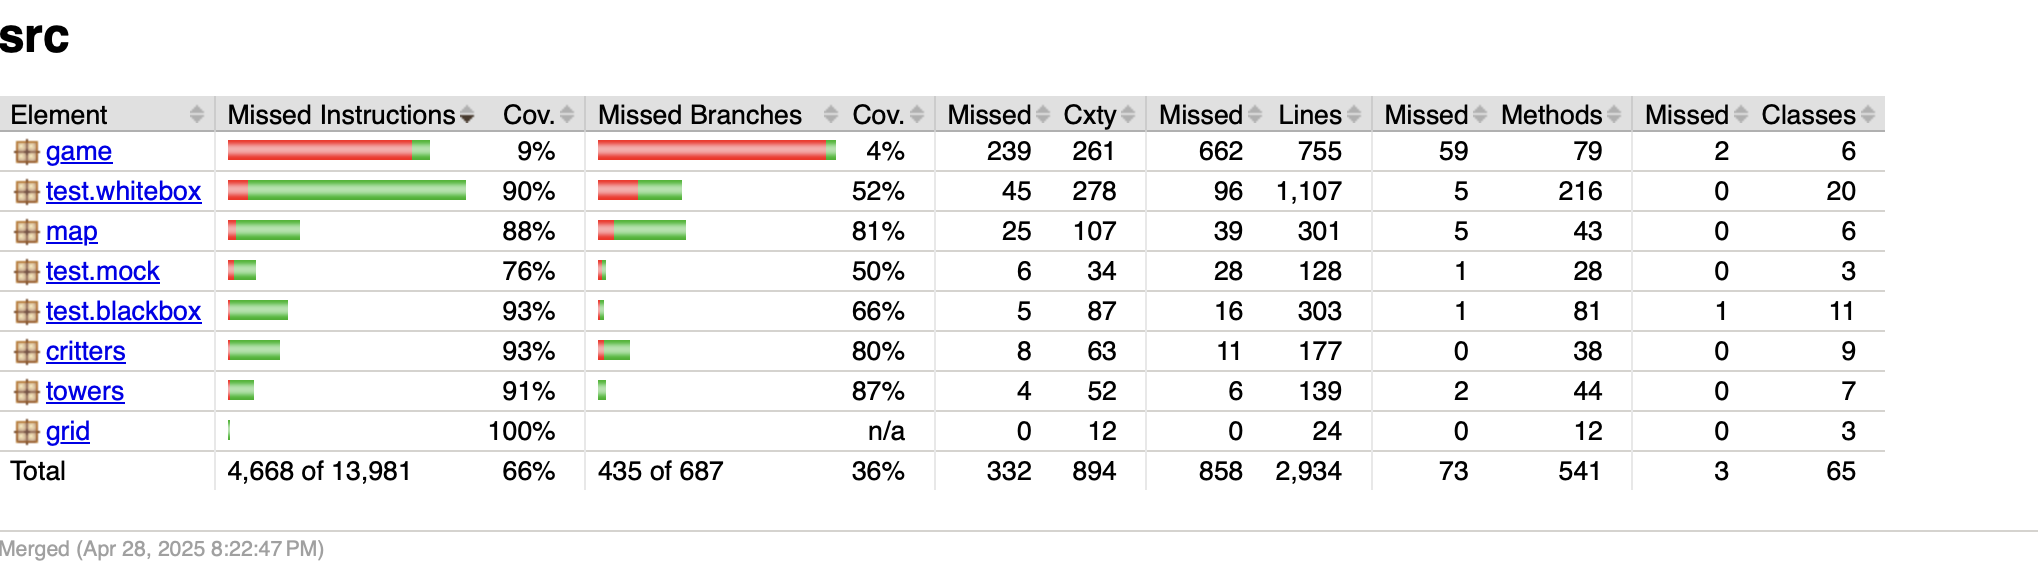 src
Element Missed Instructions Cov. Missed Branches Cov. Missed Cxty Missed Lines Missed Methods Missed Classes
game 9% 4% 239 261 662 755 59 79 2 6
test.whitebox 90% 52% 45 278 96 1,107 5 216 0 20
map 88% 81% 25 107 39 301 5 43 0 6
test.mock 76% 50% 6 34 28 128 1 28 0 3
test.blackbox 93% 66% 5 87 16 303 1 81 1 11
critters 93% 80% 8 63 11 177 0 38 0 9
towers 91% 87% 4 52 6 139 2 44 0 7
grid 100% n/a 0 12 0 24 0 12 0 3
Total 4,668 of 13,981 66% 435 of 687 36% 332 894 858 2,934 73 541 3 65
Merged (Apr 28, 2025 8:22:47 PM)